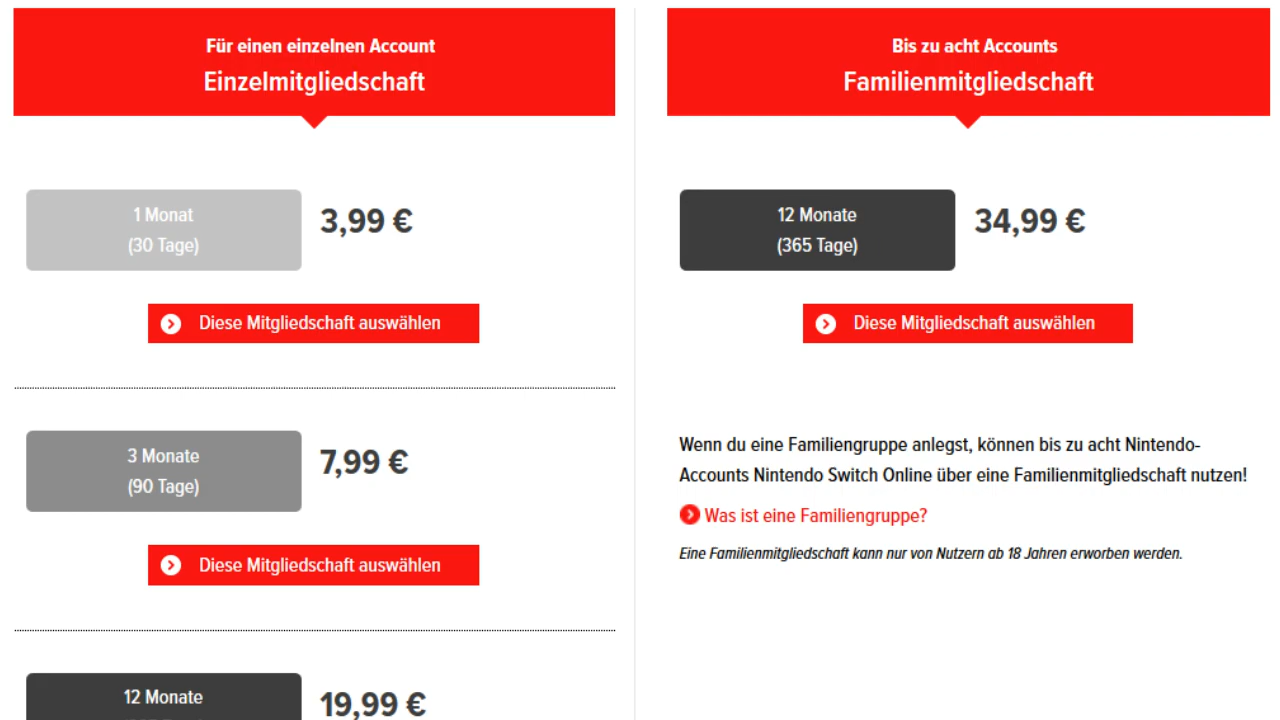 Für einen einzelnen Account
Einzelmitgliedschaft
1 Monat
(30 Tage)
3,99 €
Diese Mitgliedschaft auswählen
3 Monate
(90 Tage)
7,99 €
Diese Mitgliedschaft auswählen
12 Monate
19,99 €
Bis zu acht Accounts
Familienmitgliedschaft
12 Monate
(365 Tage)
34,99 €
Diese Mitgliedschaft auswählen
Wenn du eine Familiengruppe anlegst, können bis zu acht Nintendo-
Accounts Nintendo Switch Online über eine Familienmitgliedschaft nutzen!
Was ist eine Familiengruppe?
Eine Familienmitgliedschaft kann nur von Nutzern ab 18 Jahren erworben werden.